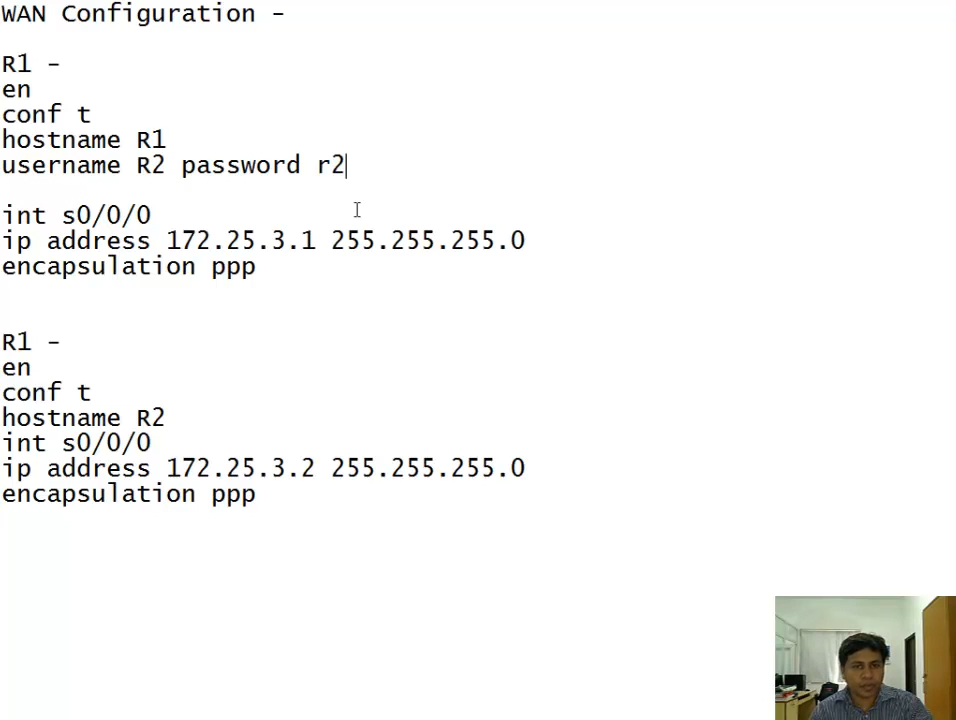 WAN Configuration -
R1 -
en
conf t
hostname R1
username R2 password r2
int s0/0/0
ip address 172.25.3.1 255.255.255.0
encapsulation ppp
R1 -
en
conf t
hostname R2
int s0/0/0
ip address 172.25.3.2 255.255.255.0
encapsulation ppp